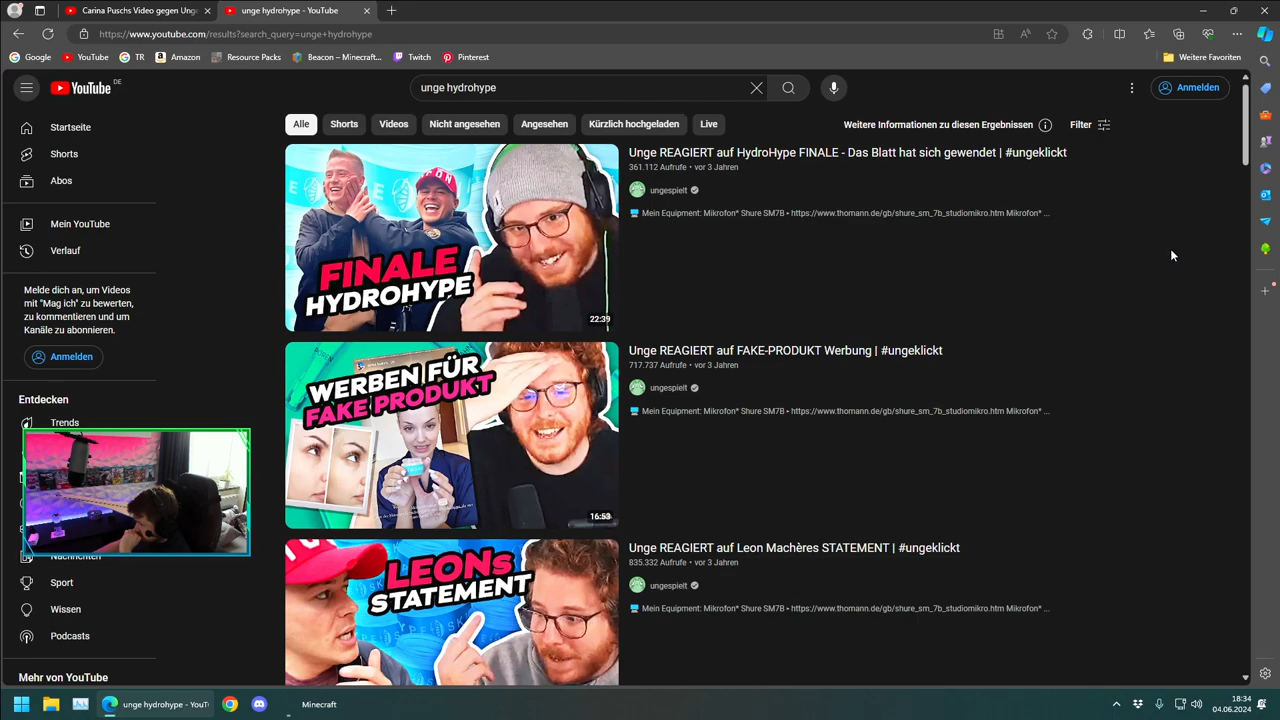 Carina Puschs Video gegen Unge
unge hydrohype - YouTube
https://www.youtube.com/results?search_query=unge+hydrohype
Google
YouTube
TR
Amazon
Resource Packs
Beacon – Minecraft...
Twitch
Pinterest
Weitere Favoriten
YouTube DE
unge hydrohype
Anmelden
Alle
Shorts
Videos
Nicht angesehen
Angesehen
Kürzlich hochgeladen
Live
Weitere Informationen zu diesen Ergebnissen
Filter
Startseite
Shorts
Abos
Mein YouTube
Verlauf
Melde dich an, um Videos
mit "Mag ich" zu bewerten,
zu kommentieren und um
Kanäle zu abonnieren.
Anmelden
Entdecken
Trends
Nachrichten
Sport
Wissen
Podcasts
Mehr von YouTube
FINALE
HYDROHYPE
22:39
Unge REAGIERT auf HydroHype FINALE - Das Blatt hat sich gewendet | #ungeklickt
361.112 Aufrufe • vor 3 Jahren
ungespielt
Mein Equipment: Mikrofon* Shure SM7B ▸ https://www.thomann.de/gb/shure_sm_7b_studiomikro.htm Mikrofon* ...
WERBEN FÜR
FAKE PRODUKT
16:53
Unge REAGIERT auf FAKE-PRODUKT Werbung | #ungeklickt
717.737 Aufrufe • vor 3 Jahren
ungespielt
Mein Equipment: Mikrofon* Shure SM7B ▸ https://www.thomann.de/gb/shure_sm_7b_studiomikro.htm Mikrofon* ...
LEONs
STATEMENT
Unge REAGIERT auf Leon Machères STATEMENT | #ungeklickt
835.332 Aufrufe • vor 3 Jahren
ungespielt
Mein Equipment: Mikrofon* Shure SM7B ▸ https://www.thomann.de/gb/shure_sm_7b_studiomikro.htm Mikrofon* ...
unge hydrohype - YouT
Minecraft
18:34
04.06.2024